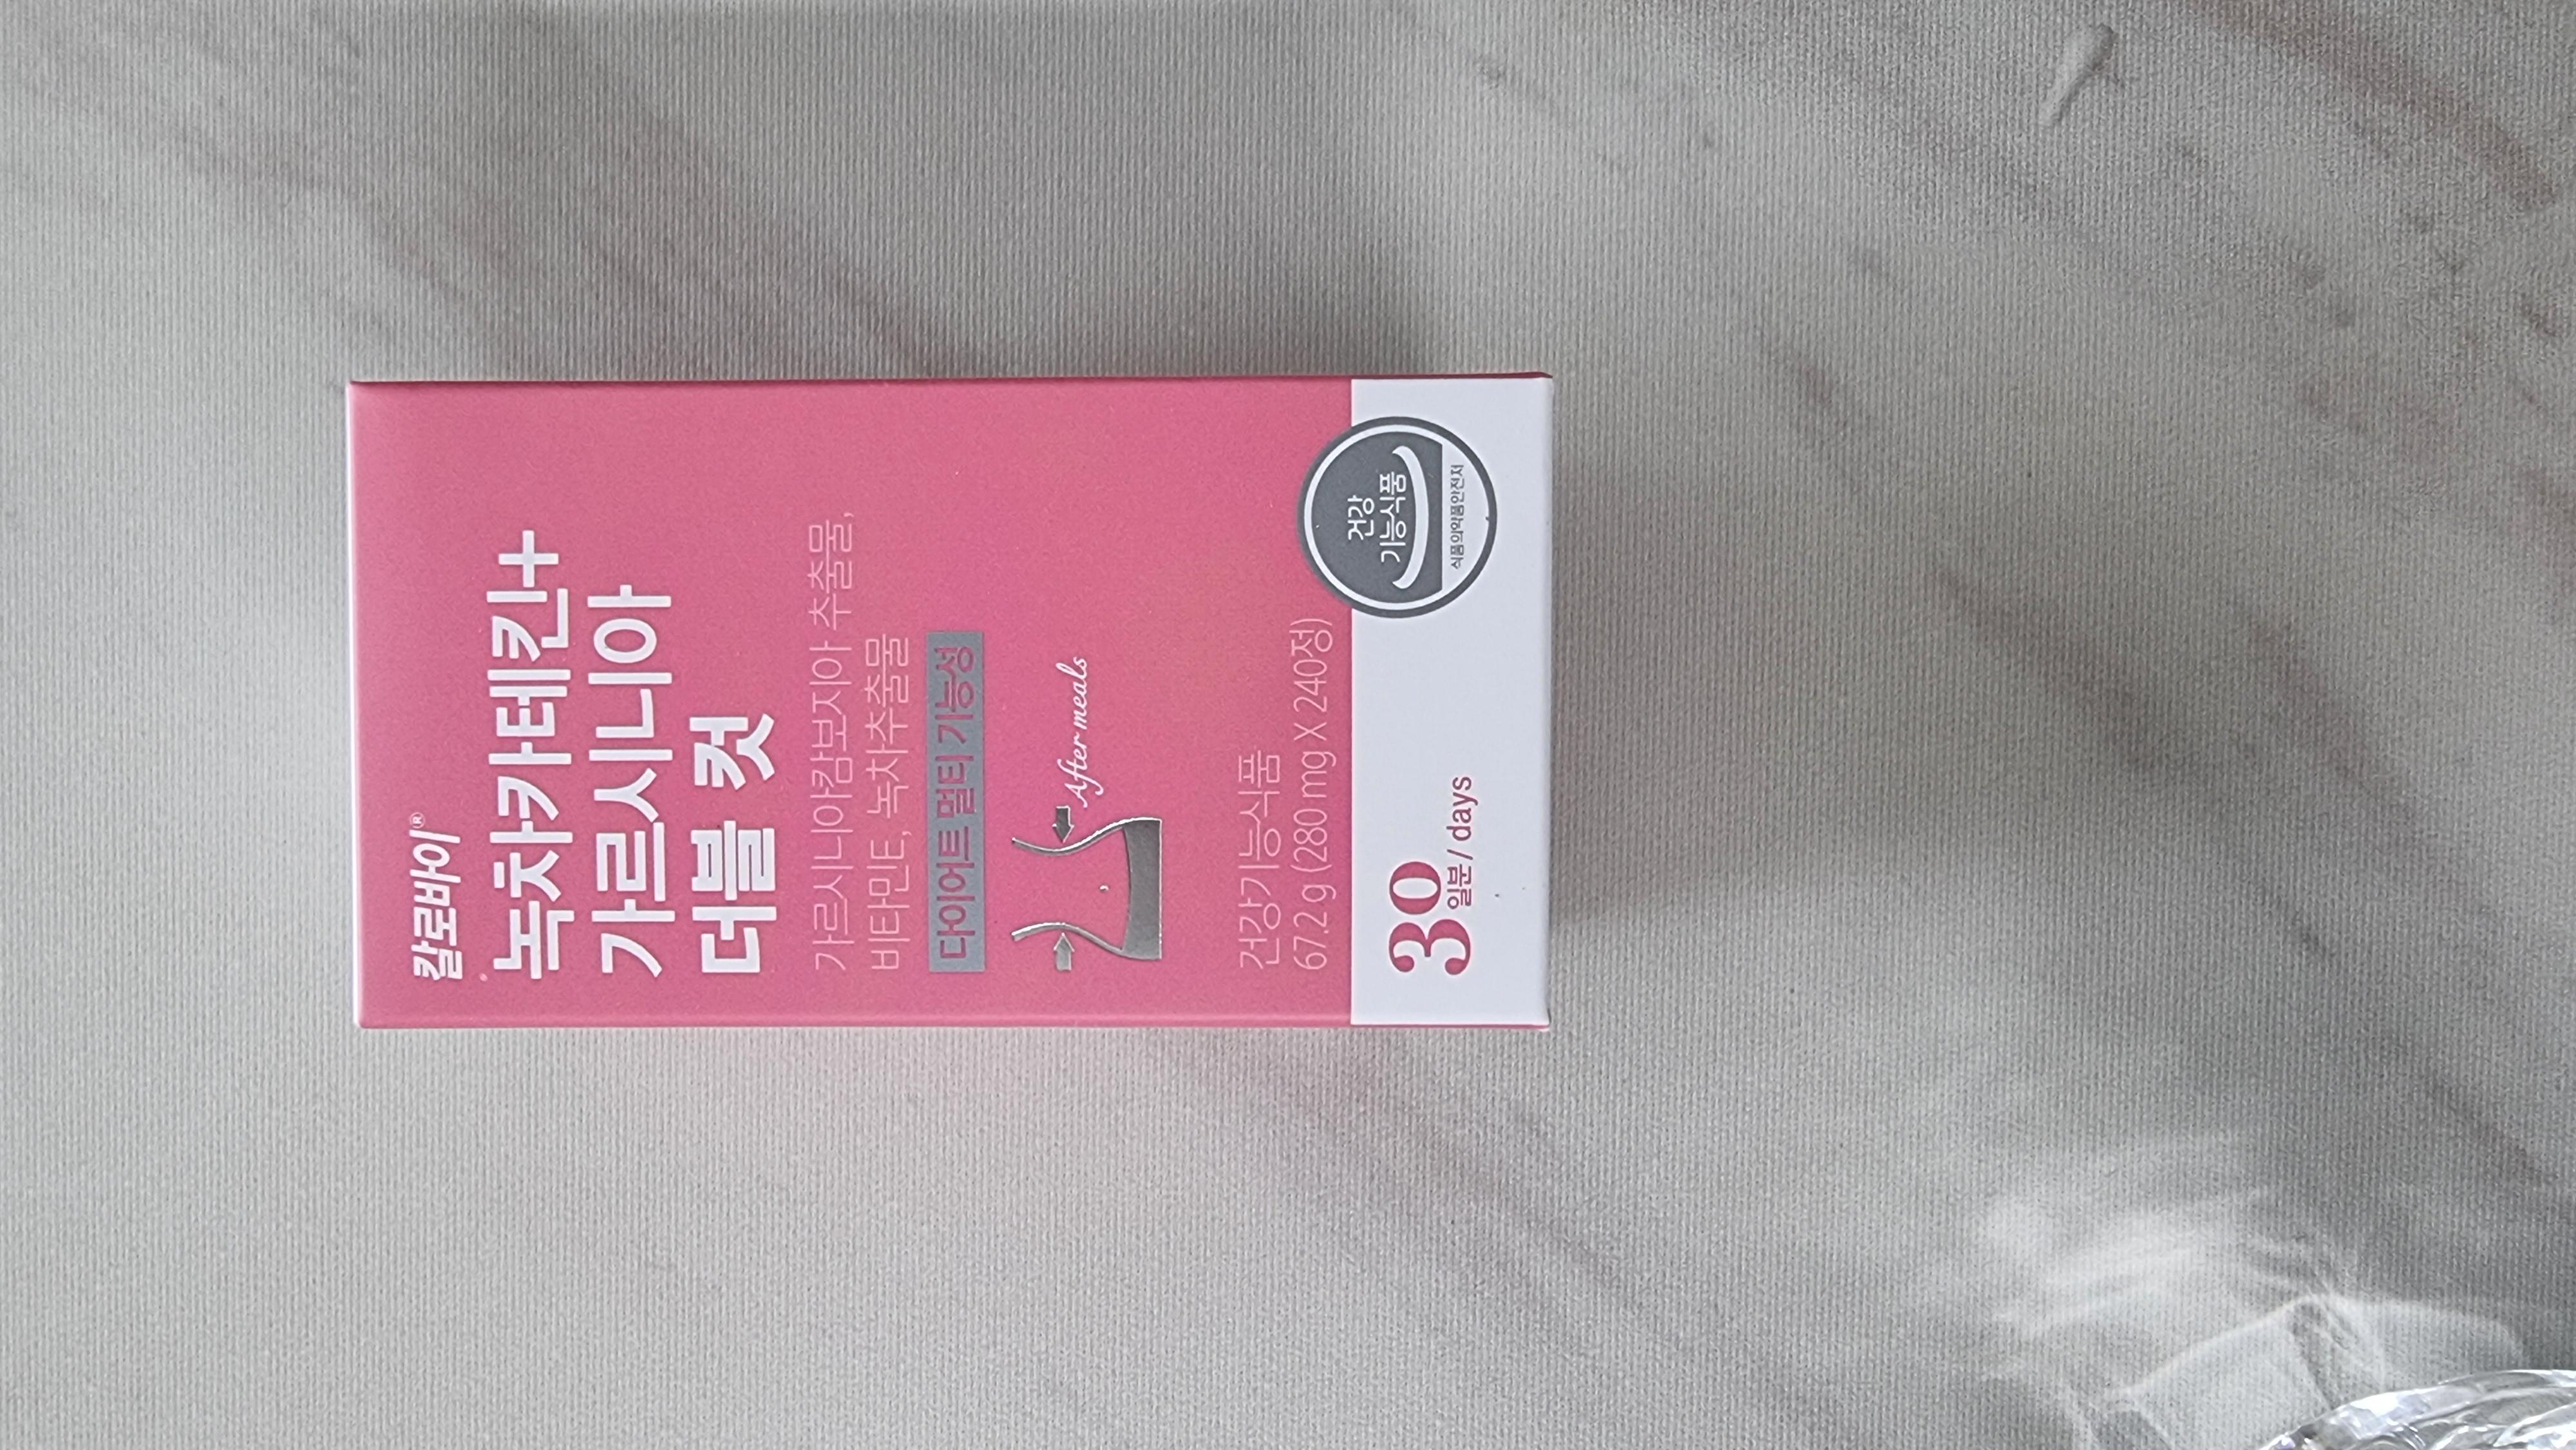 칼로바이®
녹차카테킨+
가르시니아
더블 컷
가르시니아캄보지아 추출물,
비타민E, 녹차추출물
다이어트 멀티 기능성
After meals
건강기능식품
67.2 g (280 mg X 240정)
30일분/ days
건강
기능식품
식품의약품안전처